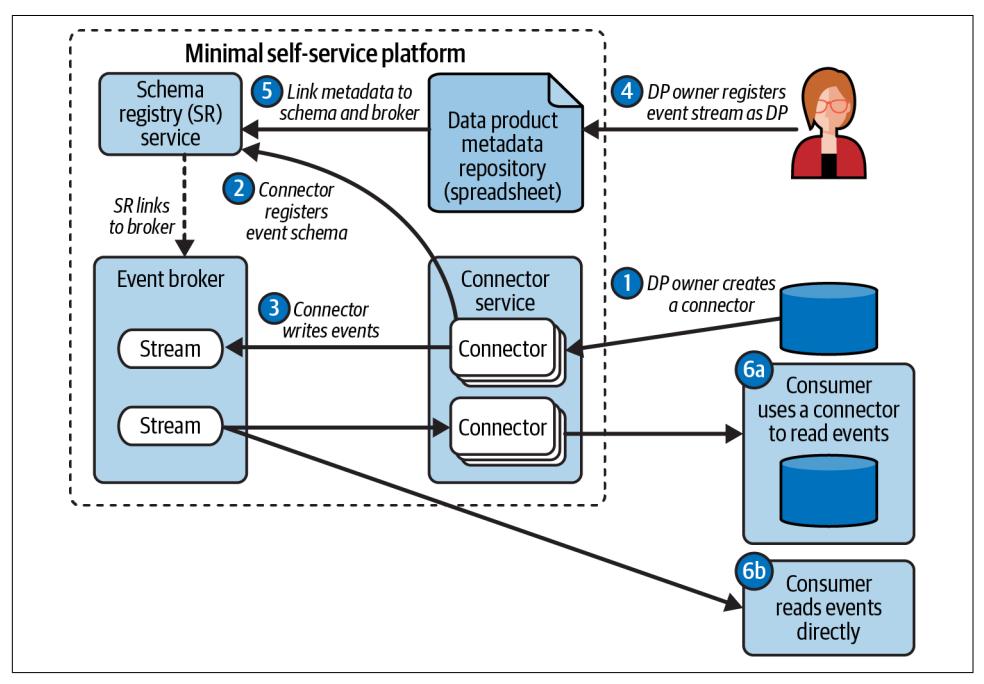 Minimal self-service platform
Schema
registry (SR)
service
5 Link metadata to
schema and broker
Data product
metadata
repository
(spreadsheet)
4 DP owner registers
event stream as DP
2 Connector
registers
event schema
SR links
to broker
Event broker
Stream
Stream
3 Connector
writes events
Connector
service
Connector
Connector
1 DP owner creates
a connector
6a
Consumer
uses a connector
to read events
6b
Consumer
reads events
directly